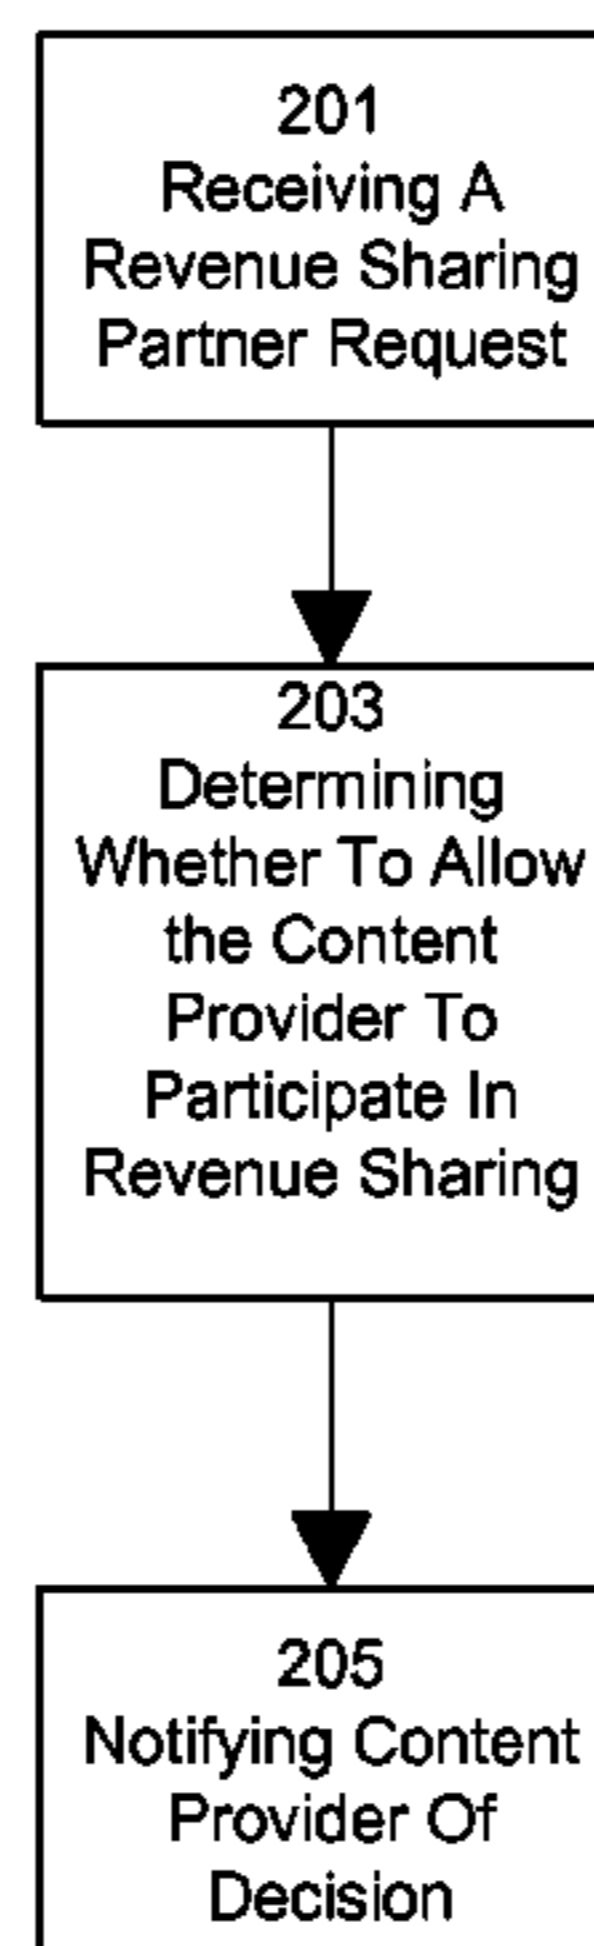 201
Receiving A
Revenue Sharing
Partner Request
203
Determining
Whether To Allow
the Content
Provider To
Participate In
Revenue Sharing
205
Notifying Content
Provider Of
Decision